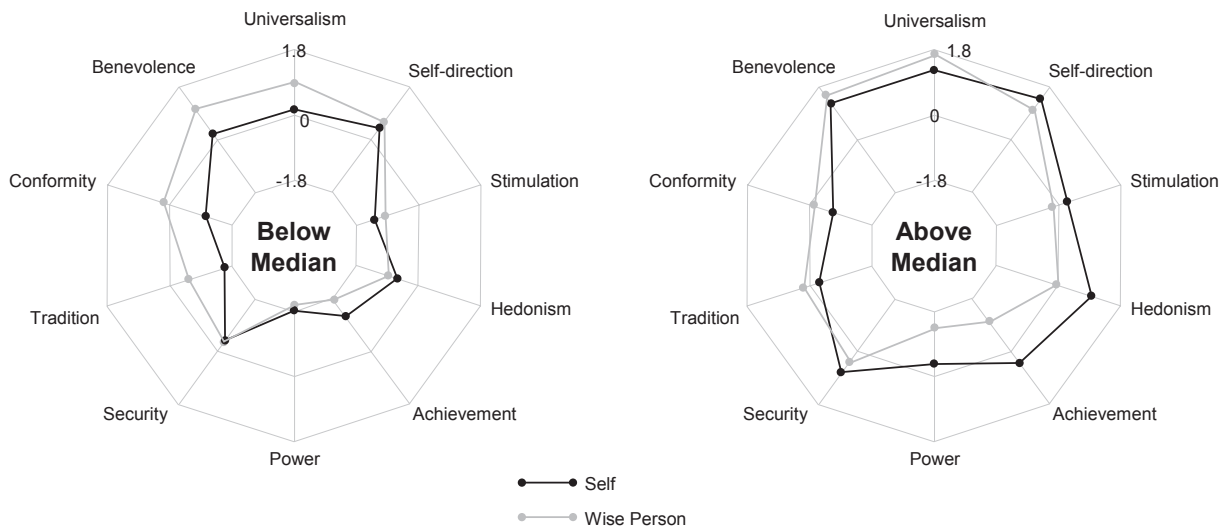 Universalism
1.8
Benevolence
Self-direction
0
Conformity
Stimulation
-1.8
Below
Median
Tradition
Hedonism
Security
Achievement
Power
Universalism
1.8
Benevolence
Self-direction
0
Conformity
Stimulation
-1.8
Above
Median
Tradition
Hedonism
Security
Achievement
Power
Self
Wise Person